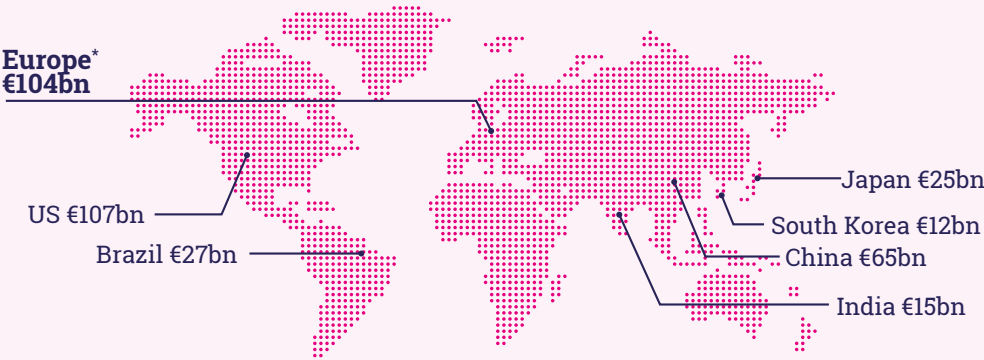 Europe*
€104bn
US €107bn
Brazil €27bn
Japan €25bn
South Korea €12bn
China €65bn
India €15bn